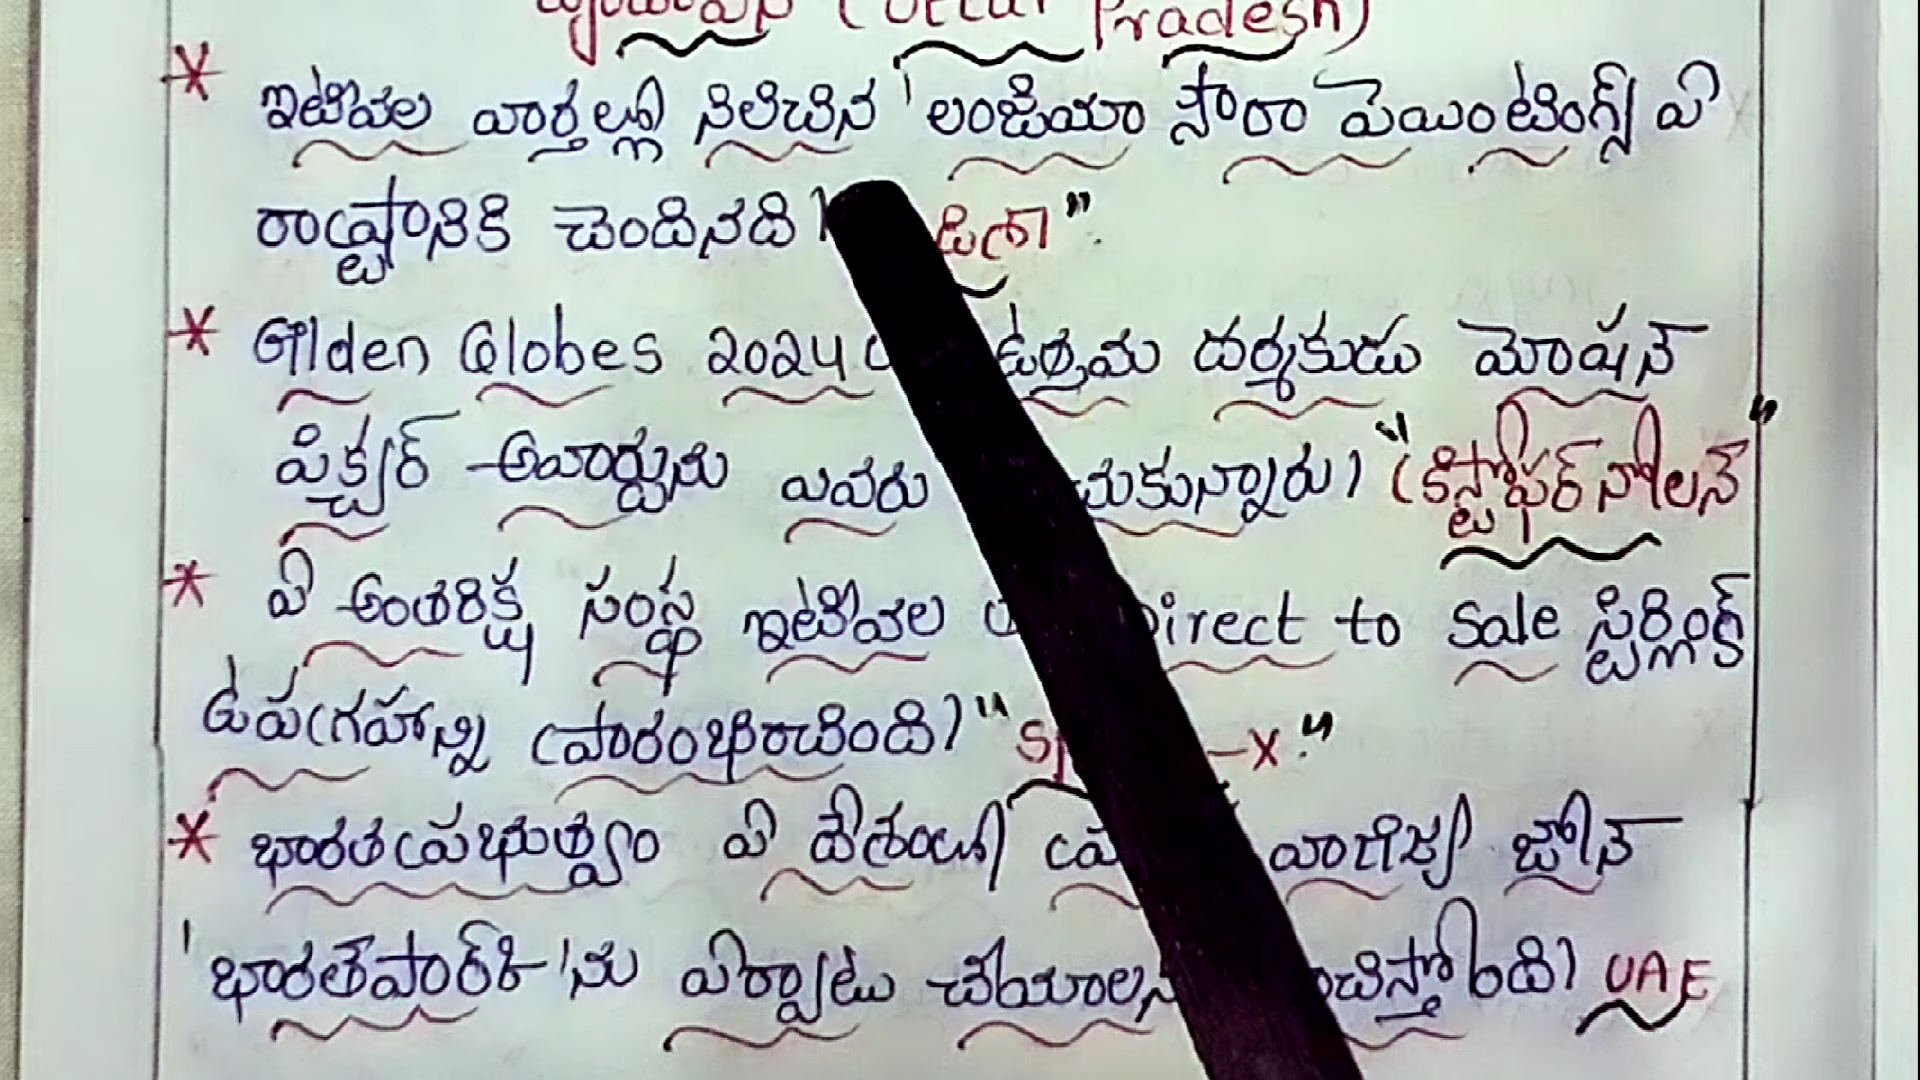 (Uttar Pradesh)
* ఇటీవల వార్తల్లో నిలిచిన 'లంజియా సౌరా పెయింటింగ్స్ ఏ
రాష్ట్రానికి చెందినది? డిశా".
* Golden Globes 2024 ఉత్తమ దర్శకుడు మోషన్
పిక్చర్ అవార్డును ఎవరు చుకున్నారు? "(క్రిస్టోఫర్ నోలన్"
* ఏ అంతరిక్ష సంస్థ ఇటీవల Direct to Sale స్టిర్లింక్
ఉపగ్రహాన్ని ప్రారంభించింది? "Sp -X."
* భారత ప్రభుత్వం ఏ దేశంలో వాణిజ్య జోన్
'భారత్ పార్క్'ను ఏర్పాటు చేయాలని చిస్తోంది? UAE